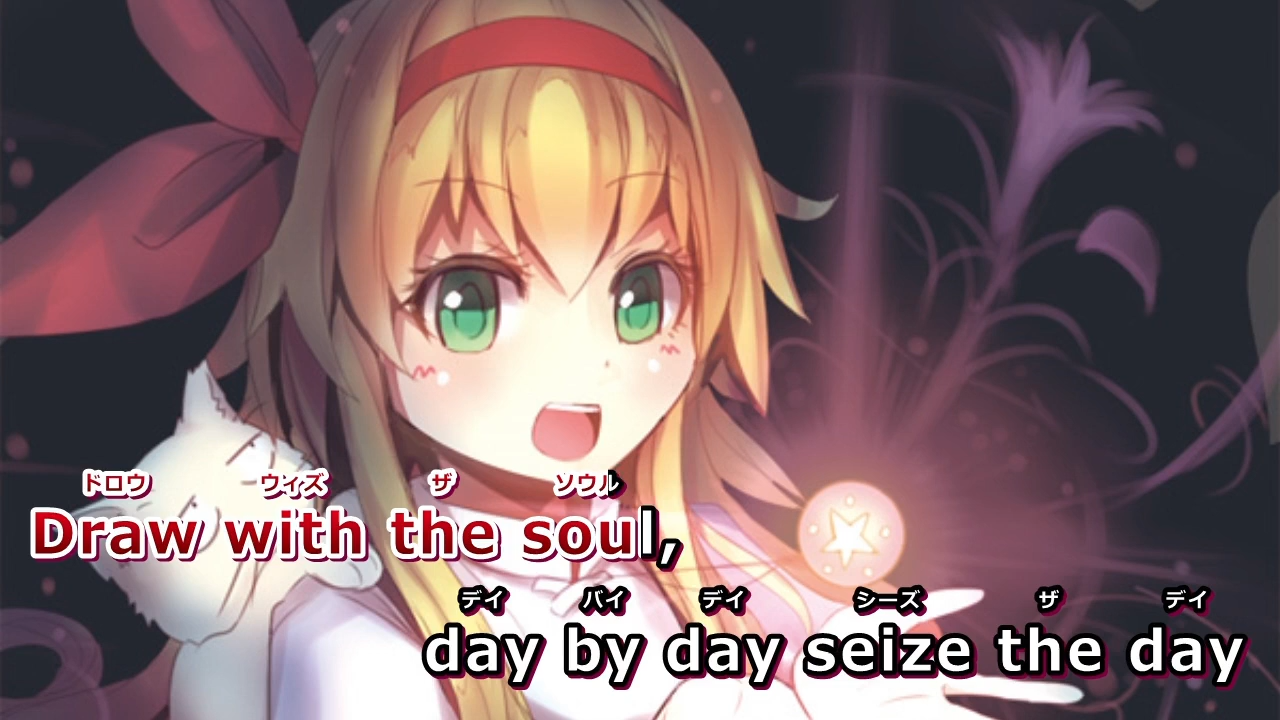 ドロウ ウィズ ザ ソウル
Draw with the soul,
デイ バイ デイ シーズ ザ デイ
day by day seize the day